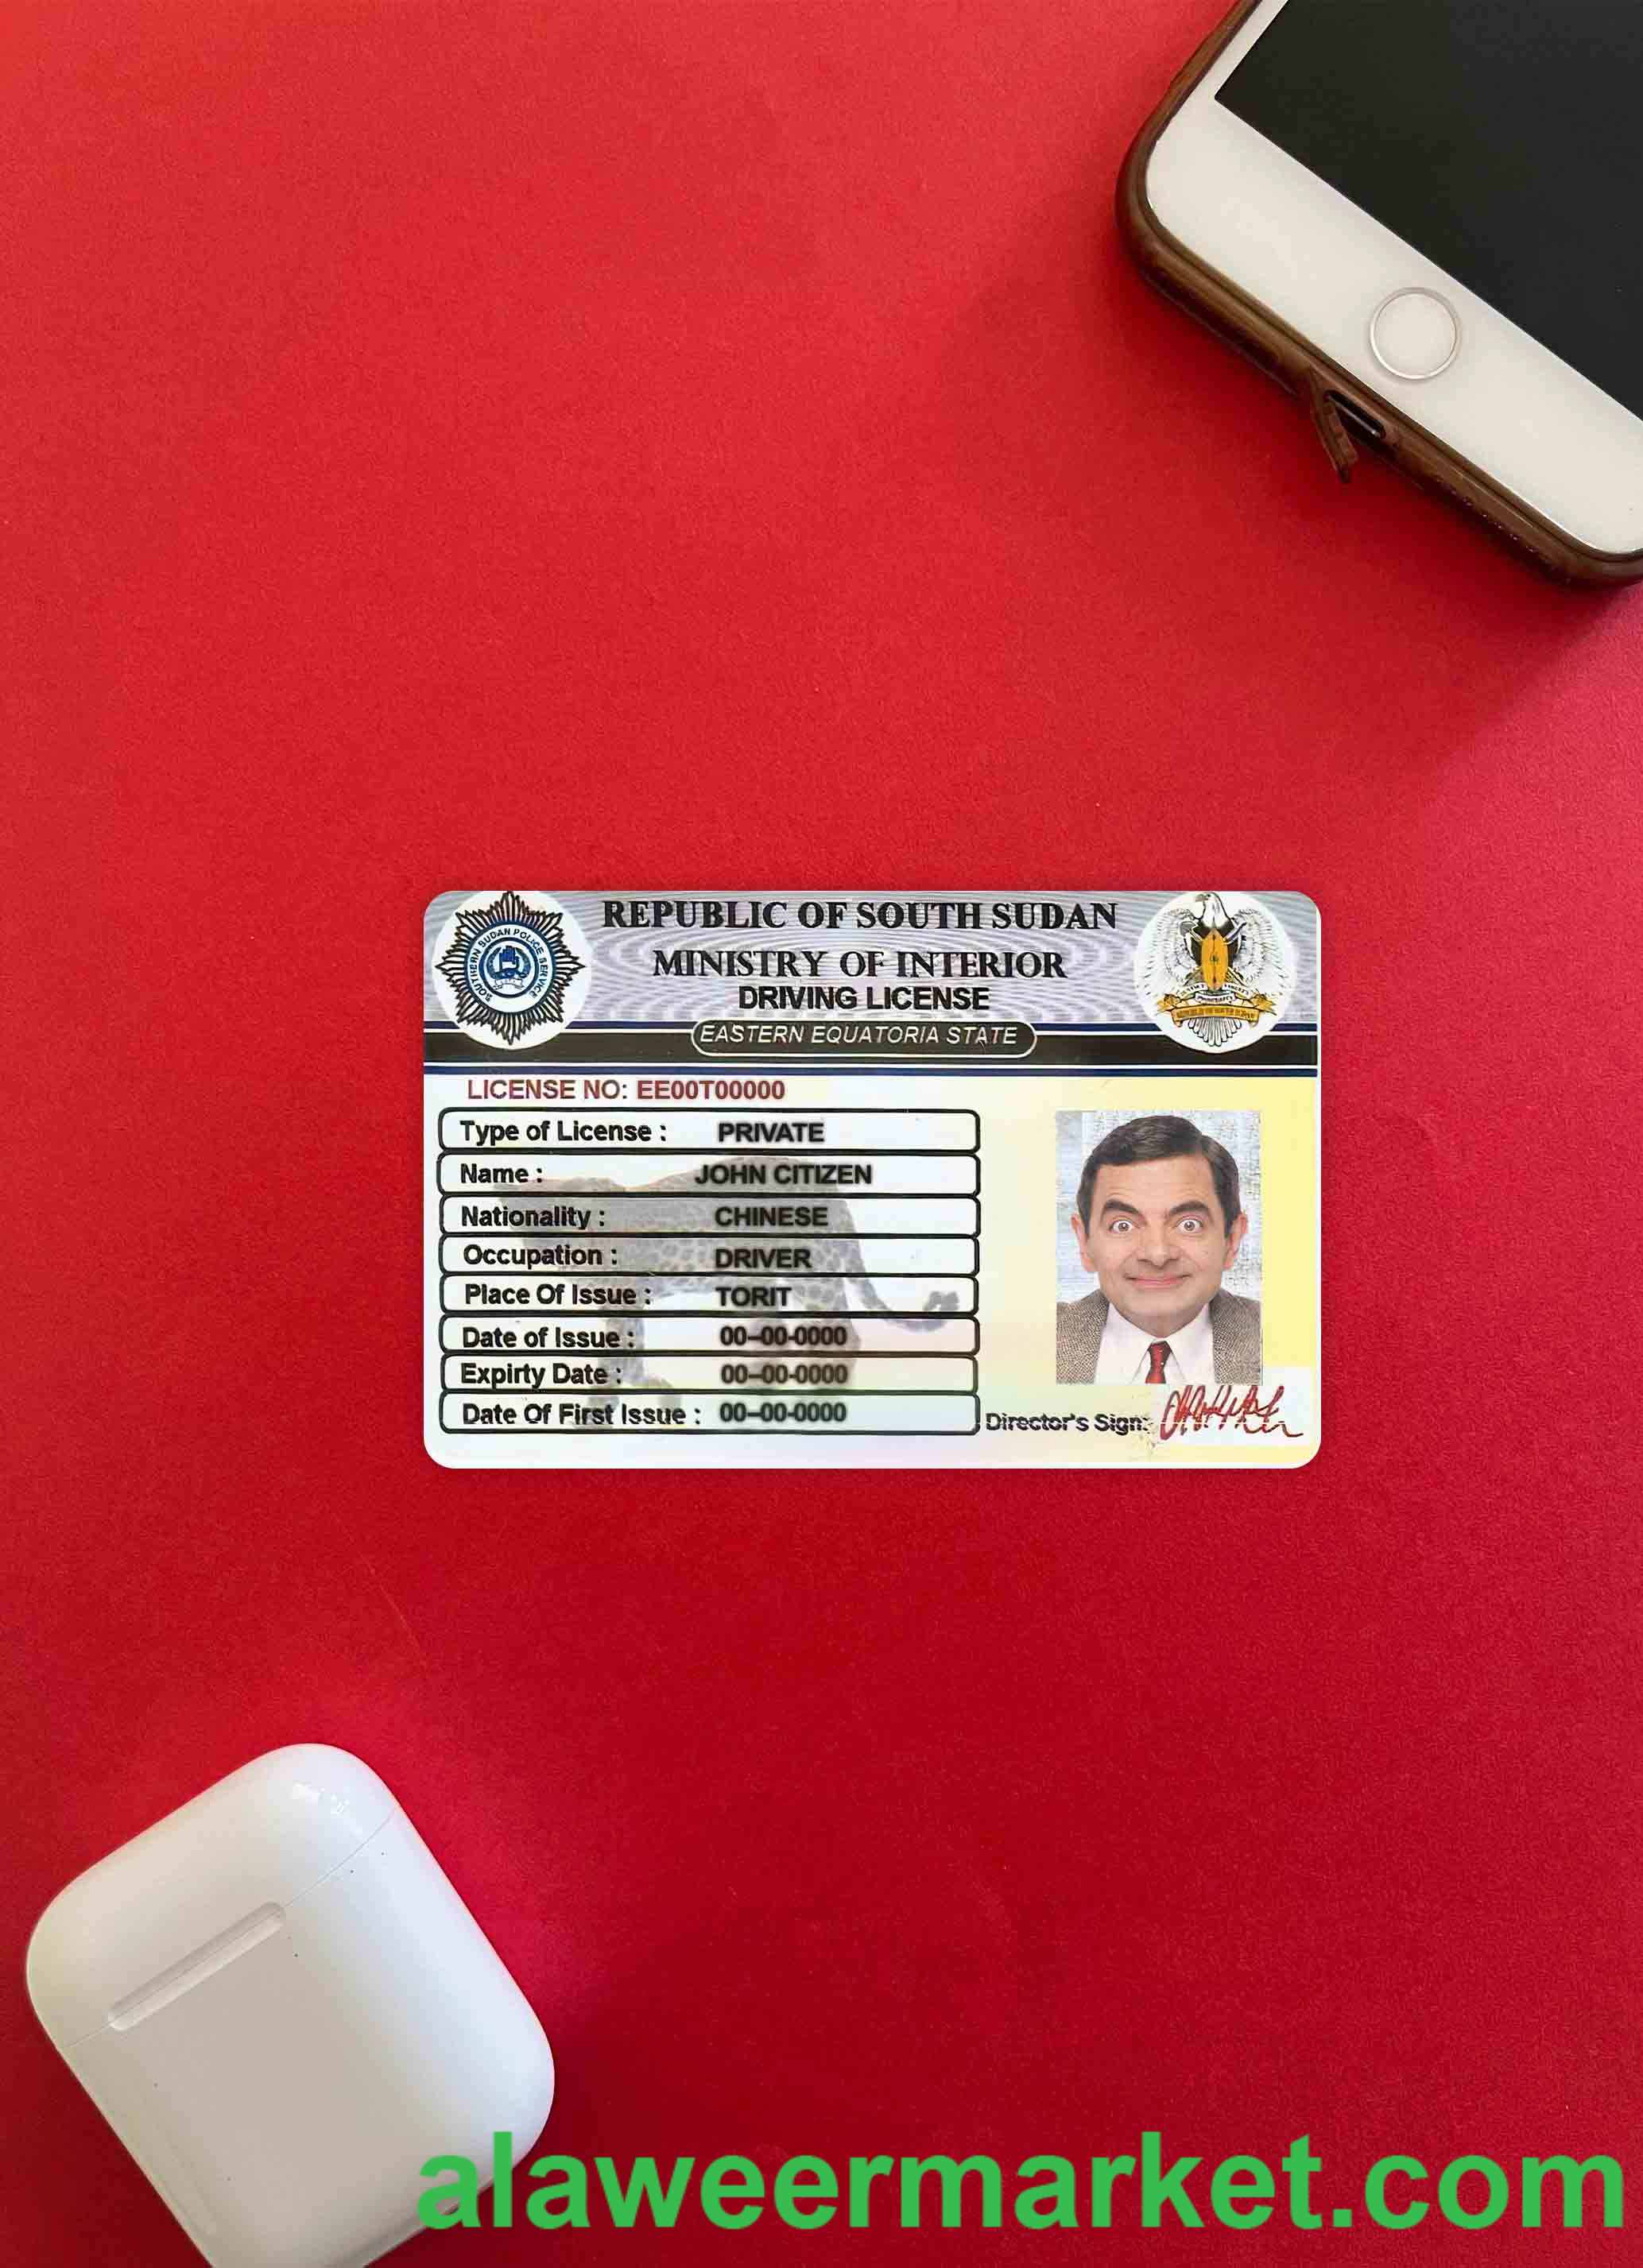 REPUBLIC OF SOUTH SUDAN
MINISTRY OF INTERIOR
DRIVING LICENSE
EASTERN EQUATORIA STATE
SOUTHERN SUDAN POLICE SERVICE
LICENSE NO: EE00T00000
Type of License : PRIVATE
Name : JOHN CITIZEN
Nationality : CHINESE
Occupation : DRIVER
Place Of Issue : TORIT
Date of Issue : 00-00-0000
Expirty Date : 00-00-0000
Date Of First Issue : 00-00-0000
Director's Sign:
alaweermarket.com